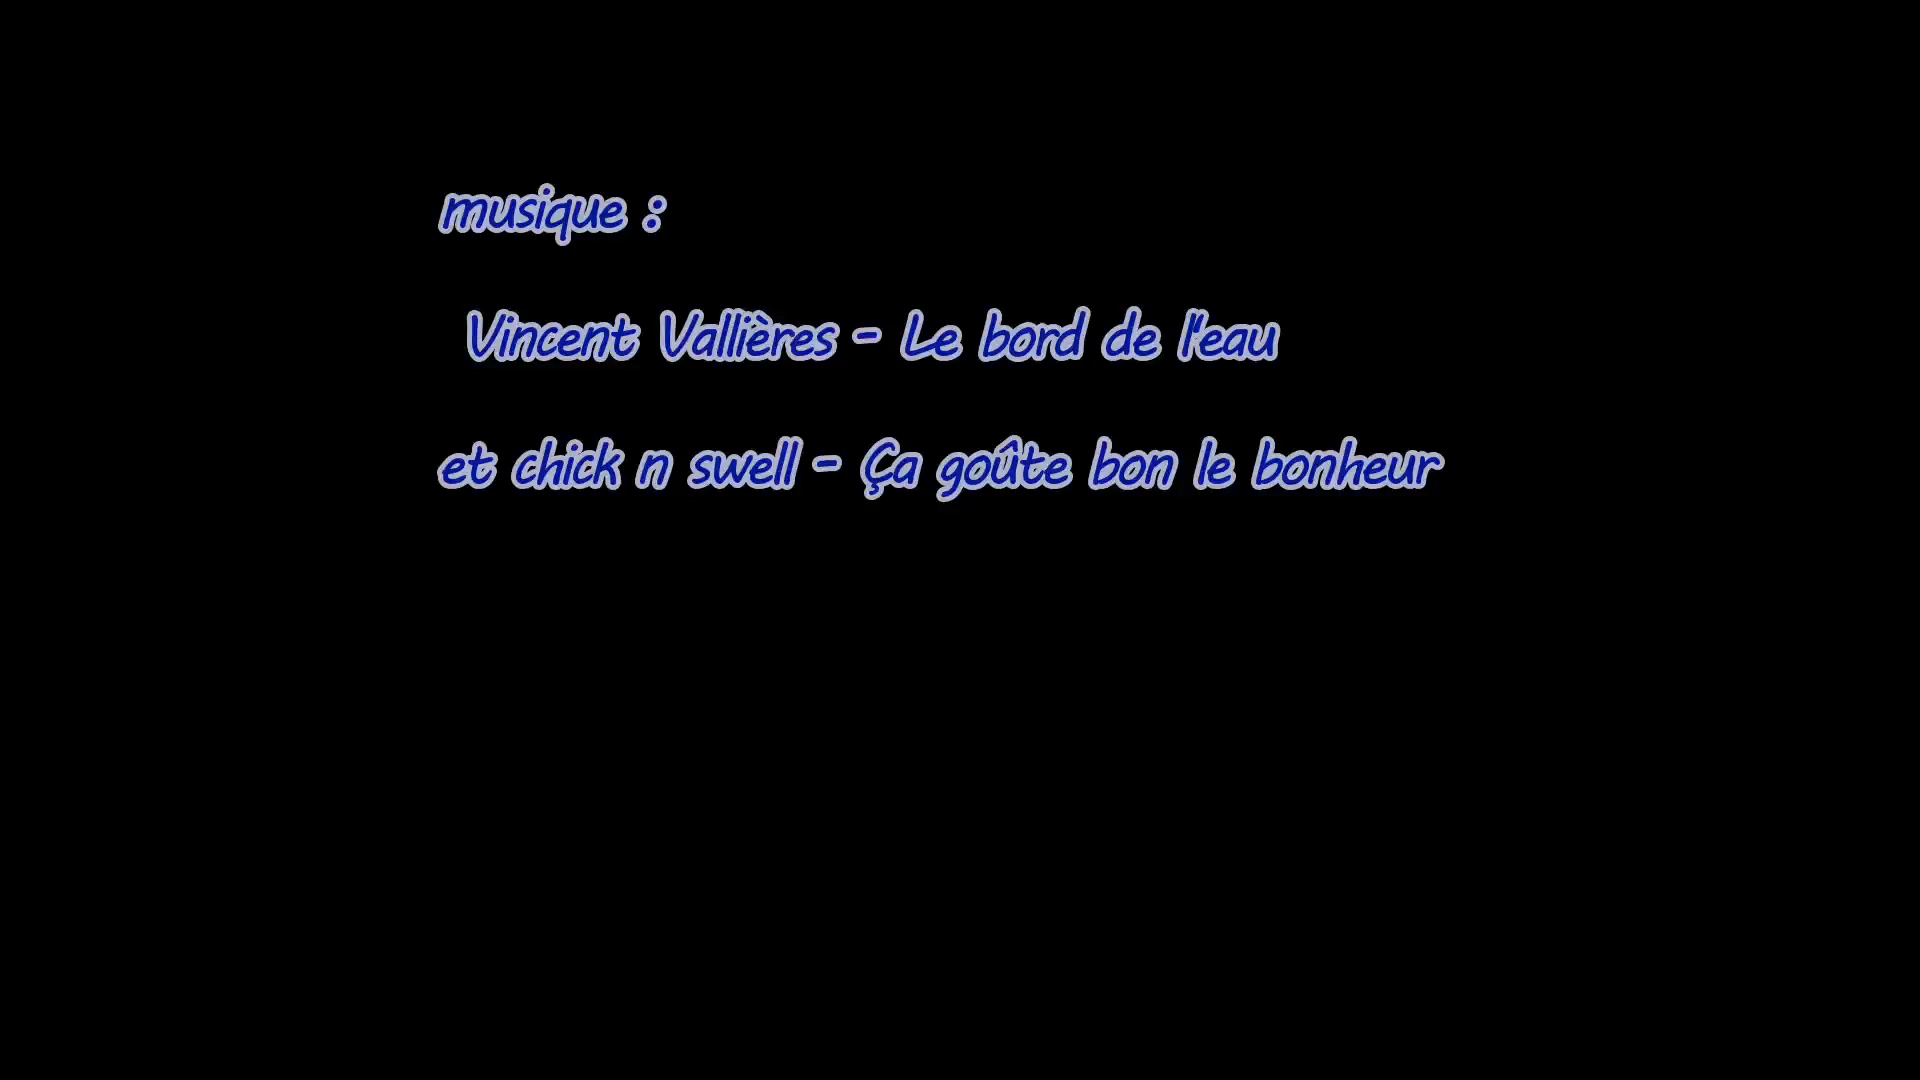 musique :
Vincent Vallières - Le bord de l'eau
et chick n swell - Ça goûte bon le bonheur